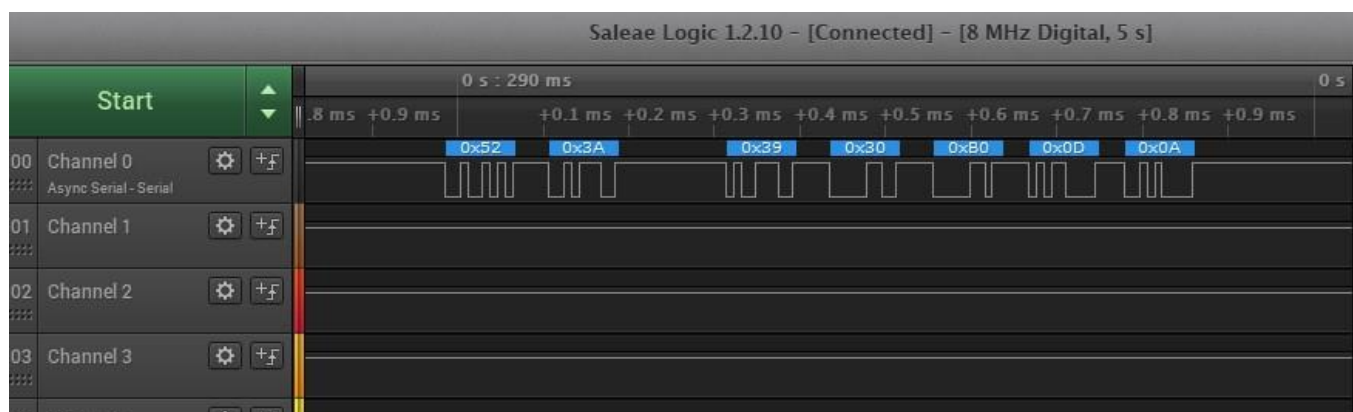 Saleae Logic 1.2.10 - [Connected] - [8 MHz Digital, 5 s]
Start
0 s : 290 ms
0 s
.8 ms +0.9 ms +0.1 ms +0.2 ms +0.3 ms +0.4 ms +0.5 ms +0.6 ms +0.7 ms +0.8 ms +0.9 ms
00 Channel 0
Async Serial - Serial
0x52 0x3A 0x39 0x30 0xB0 0x0D 0x0A
01 Channel 1
02 Channel 2
03 Channel 3